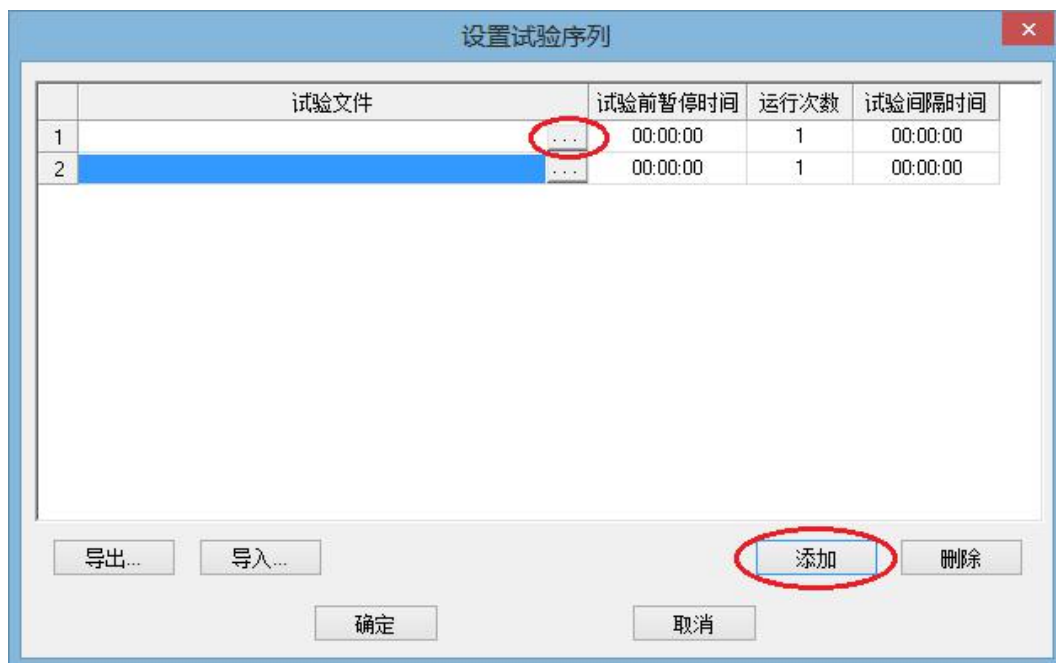 设置试验序列
试验文件 试验前暂停时间 运行次数 试验间隔时间
1 ... 00:00:00 1 00:00:00
2 ... 00:00:00 1 00:00:00
导出... 导入... 添加 删除
确定 取消